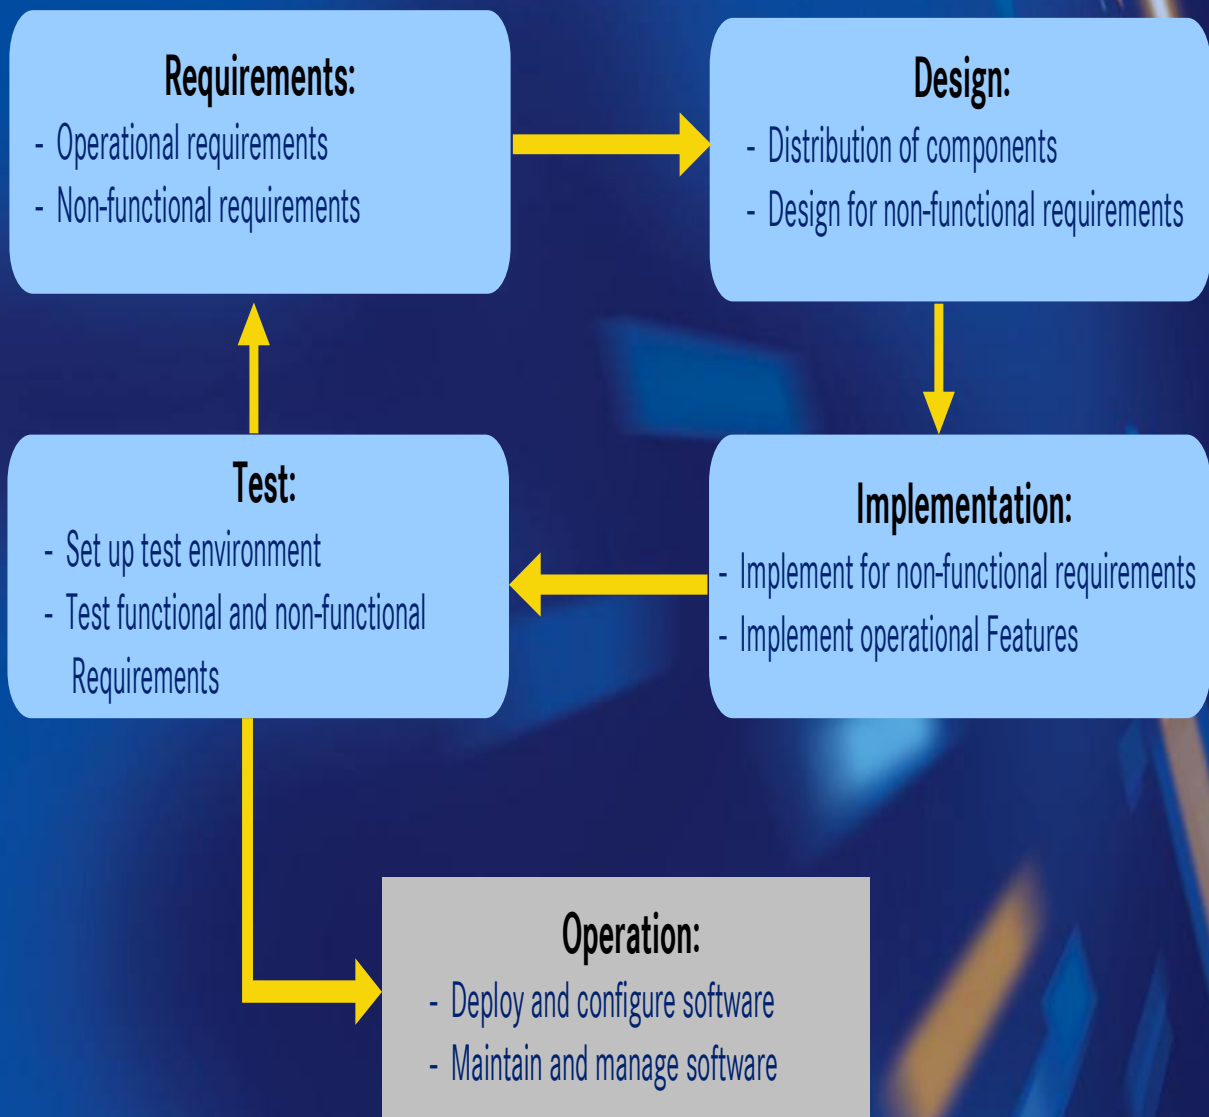 Requirements:
- Operational requirements
- Non-functional requirements
Design:
- Distribution of components
- Design for non-functional requirements
Test:
- Set up test environment
- Test functional and non-functional
Requirements
Implementation:
- Implement for non-functional requirements
- Implement operational Features
Operation:
- Deploy and configure software
- Maintain and manage software